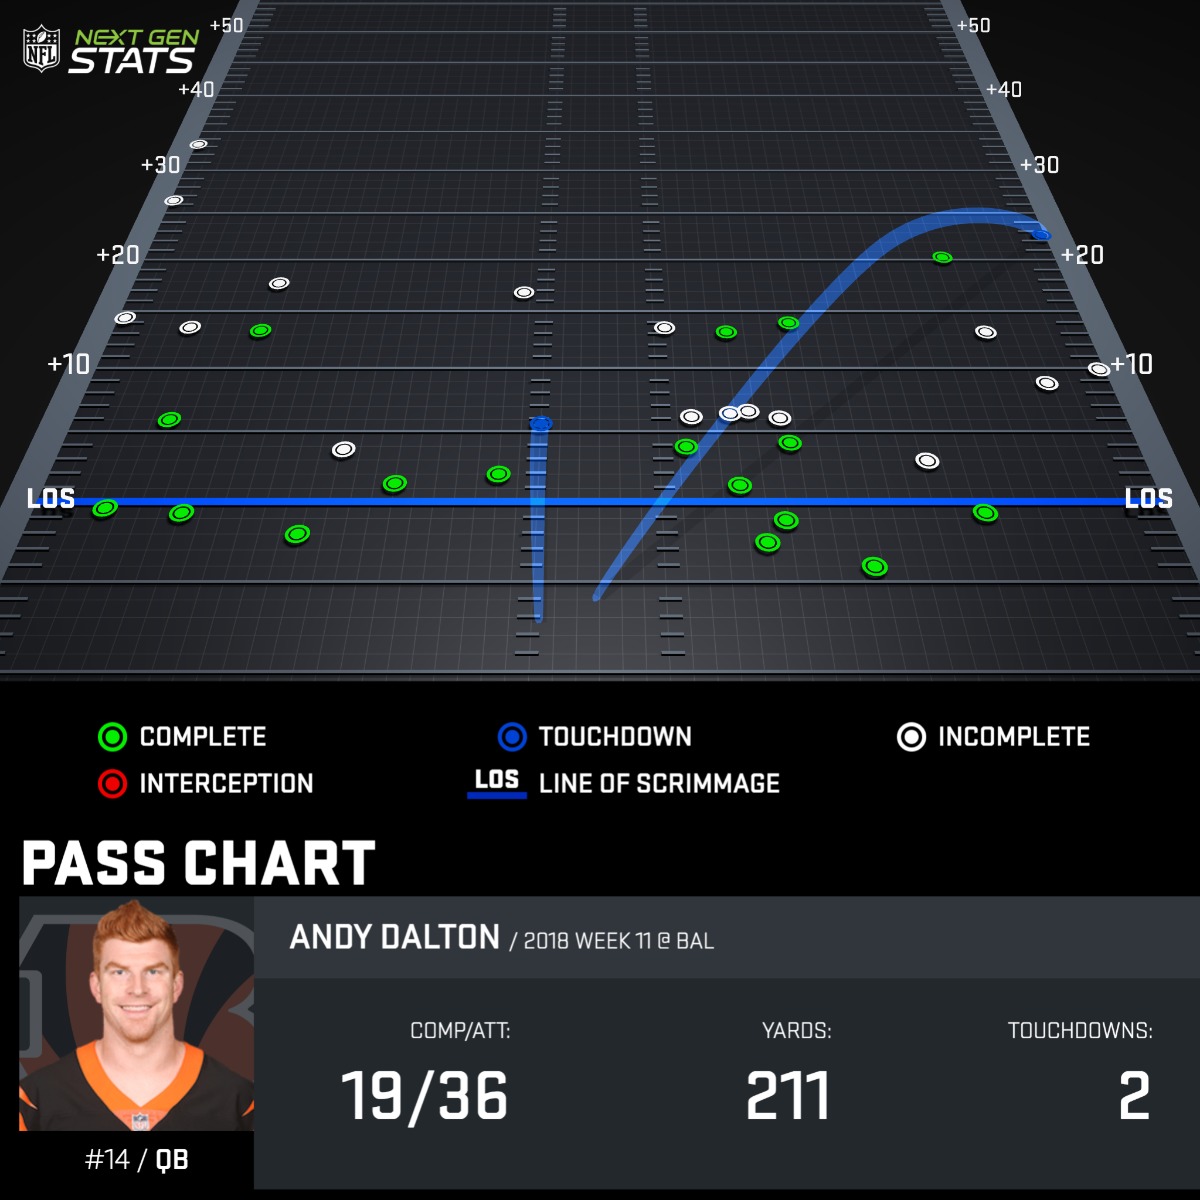 NFL
NEXT GEN
STATS
+50 +50
+40 +40
+30 +30
+20 +20
+10 +10
LOS LOS
COMPLETE TOUCHDOWN INCOMPLETE
INTERCEPTION LOS LINE OF SCRIMMAGE
PASS CHART
ANDY DALTON / 2018 WEEK 11 @ BAL
COMP/ATT: YARDS: TOUCHDOWNS:
19/36 211 2
#14 / QB